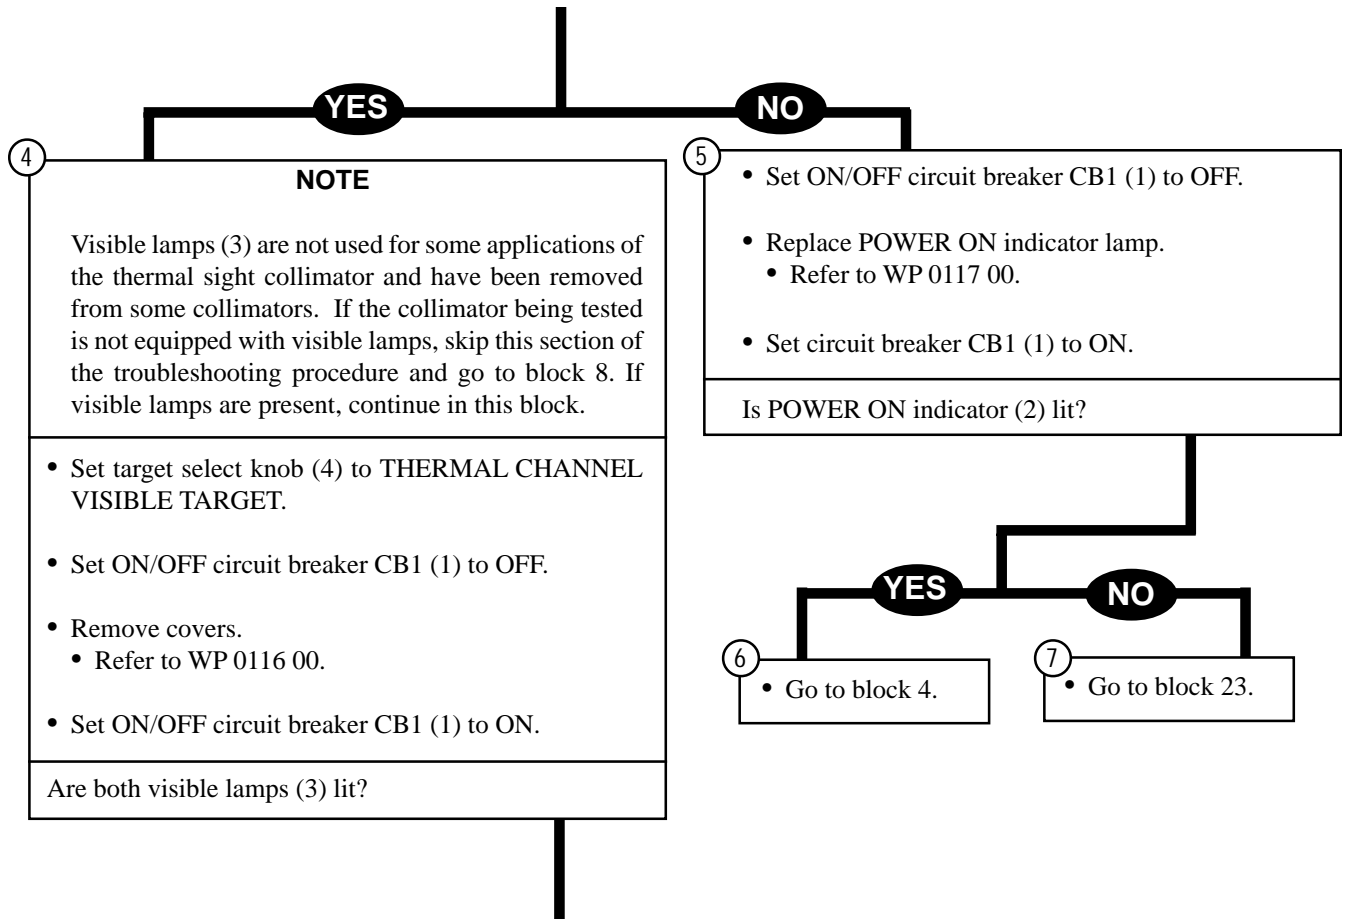 YES
NO
4
NOTE
Visible lamps (3) are not used for some applications of
the thermal sight collimator and have been removed
from some collimators. If the collimator being tested
is not equipped with visible lamps, skip this section of
the troubleshooting procedure and go to block 8. If
visible lamps are present, continue in this block.
• Set target select knob (4) to THERMAL CHANNEL
VISIBLE TARGET.
• Set ON/OFF circuit breaker CB1 (1) to OFF.
• Remove covers.
• Refer to WP 0116 00.
• Set ON/OFF circuit breaker CB1 (1) to ON.
Are both visible lamps (3) lit?
5
• Set ON/OFF circuit breaker CB1 (1) to OFF.
• Replace POWER ON indicator lamp.
• Refer to WP 0117 00.
• Set circuit breaker CB1 (1) to ON.
Is POWER ON indicator (2) lit?
YES
NO
6
• Go to block 4.
7
• Go to block 23.